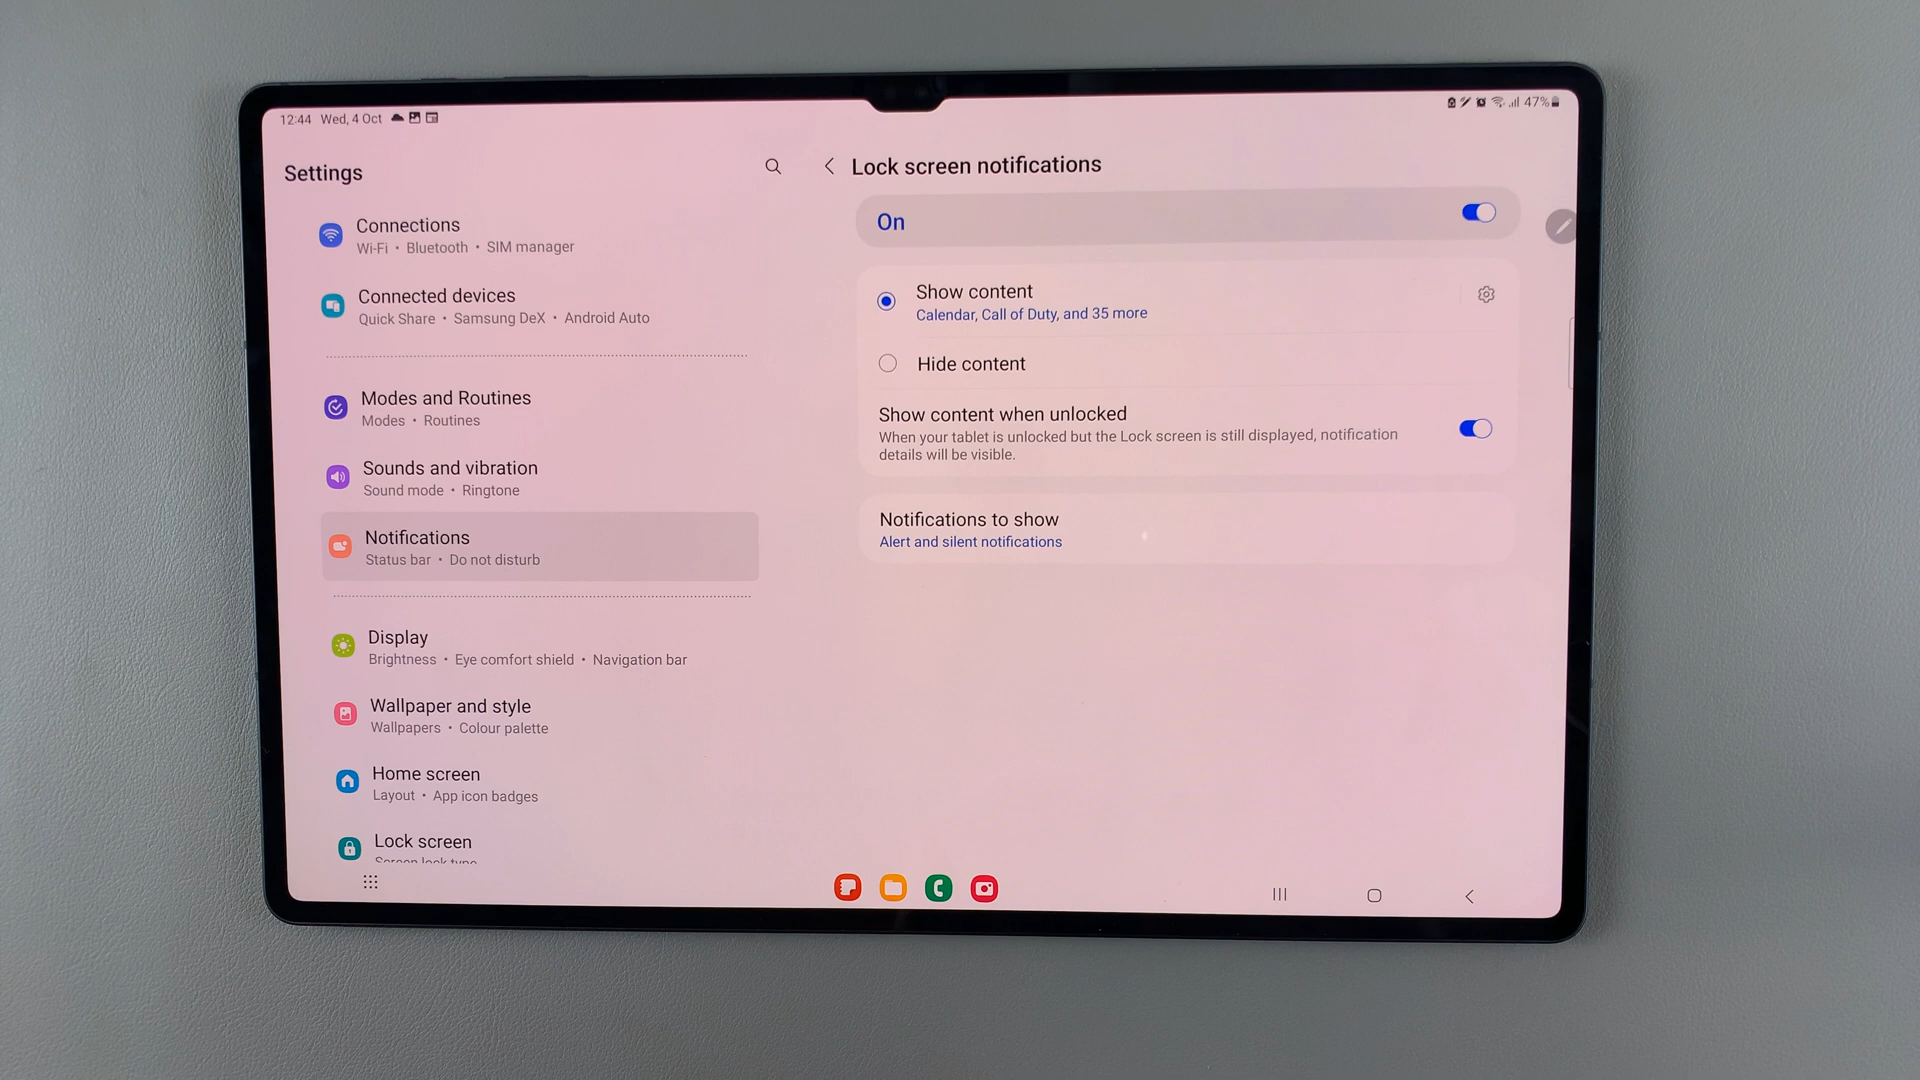 12:44 Wed, 4 Oct
47%
Settings
Connections
Wi-Fi • Bluetooth • SIM manager
Connected devices
Quick Share • Samsung DeX • Android Auto
Modes and Routines
Modes • Routines
Sounds and vibration
Sound mode • Ringtone
Notifications
Status bar • Do not disturb
Display
Brightness • Eye comfort shield • Navigation bar
Wallpaper and style
Wallpapers • Colour palette
Home screen
Layout • App icon badges
Lock screen
Screen lock type
Lock screen notifications
On
Show content
Calendar, Call of Duty, and 35 more
Hide content
Show content when unlocked
When your tablet is unlocked but the Lock screen is still displayed, notification
details will be visible.
Notifications to show
Alert and silent notifications